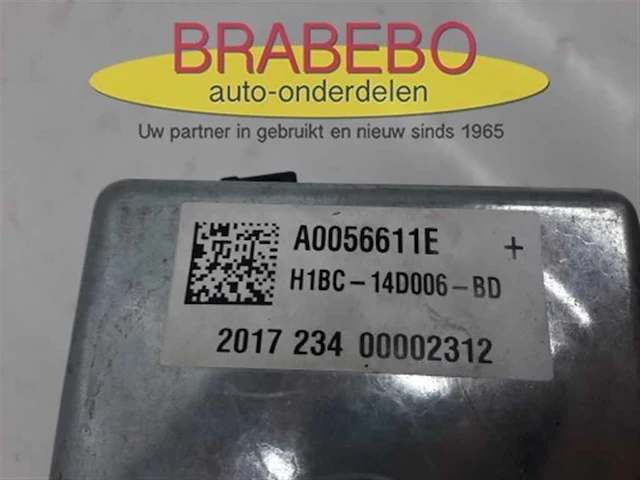 BRABEBO
auto-onderdelen
Uw partner in gebruikt en nieuw sinds 1965
A0056611E +
H1BC-14D006-BD
2017 234 00002312